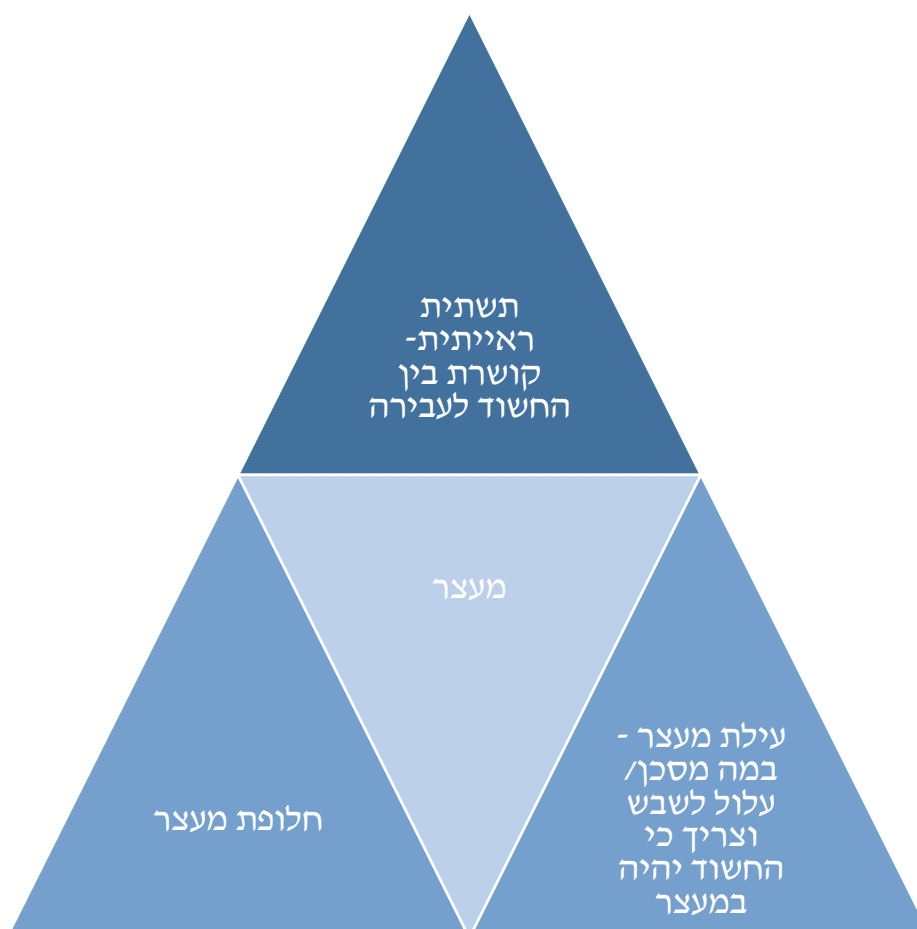 תשתית
ראייתית-
קושרת בין
החשוד לעבירה
מעצר
עילת מעצר -
במה מסכן/
עלול לשבש
וצריך כי
החשוד יהיה
במעצר
חלופת מעצר